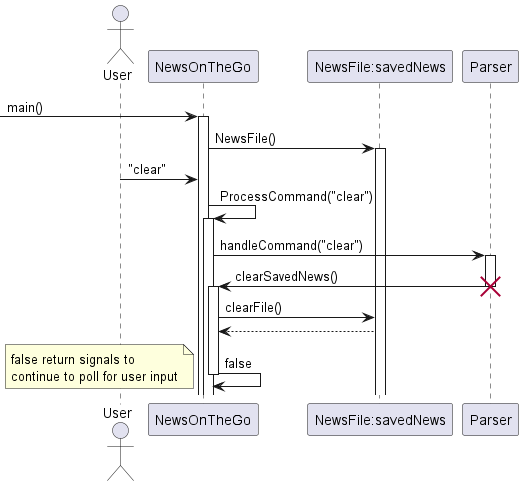 User
NewsOnTheGo
NewsFile:savedNews
Parser
main()
NewsFile()
"clear"
ProcessCommand("clear")
handleCommand("clear")
clearSavedNews()
clearFile()
false return signals to
continue to poll for user input
false
User
NewsOnTheGo
NewsFile:savedNews
Parser